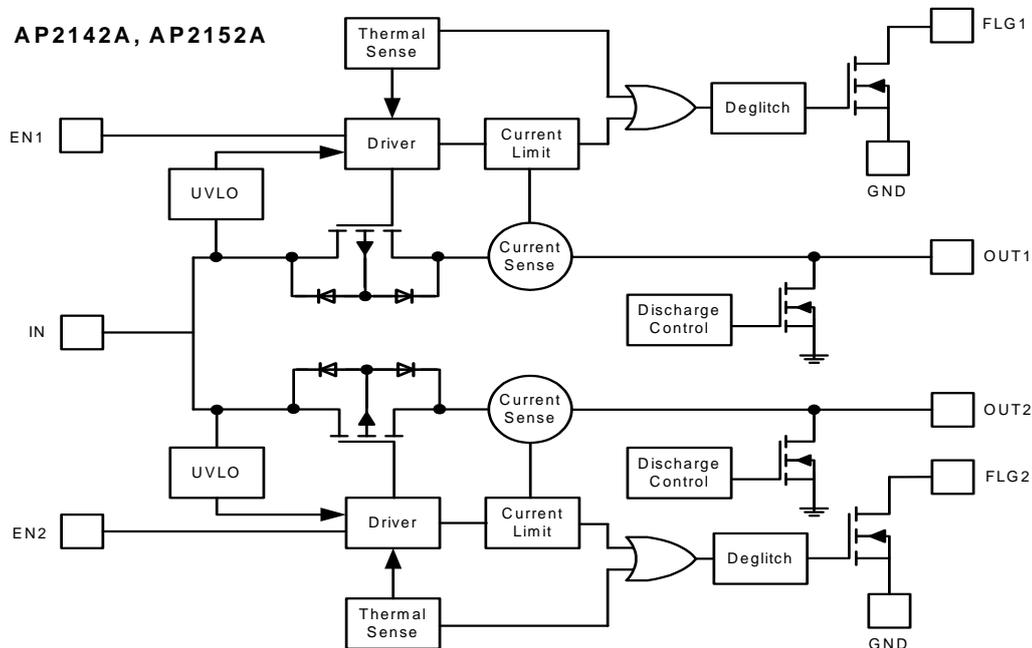 AP2142A, AP2152A
Thermal
Sense
FLG1
Deglitch
EN1
Driver
Current
Limit
UVLO
GND
Current
Sense
OUT1
Discharge
Control
IN
Current
Sense
OUT2
UVLO
Discharge
Control
FLG2
EN2
Driver
Current
Limit
Deglitch
Thermal
Sense
GND